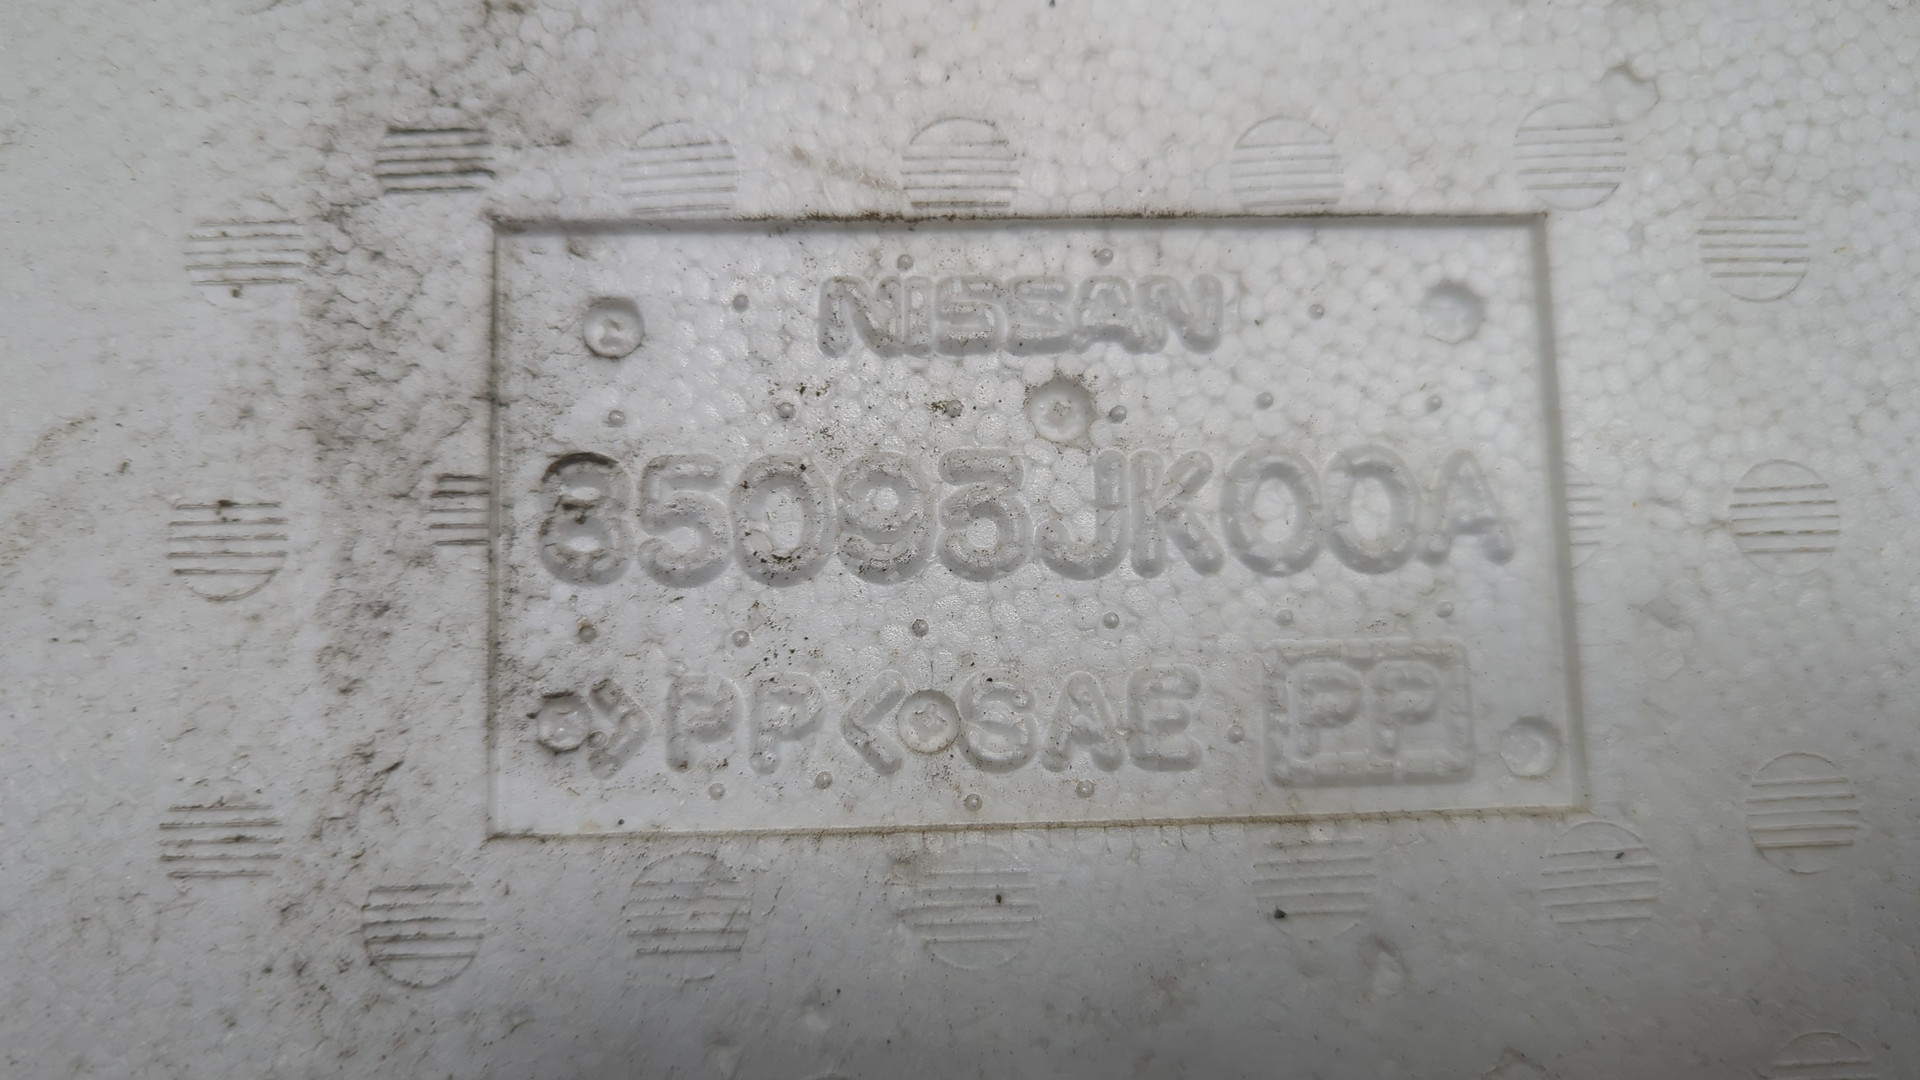 NISSAN
85093JK00A
>PP< SAE PP